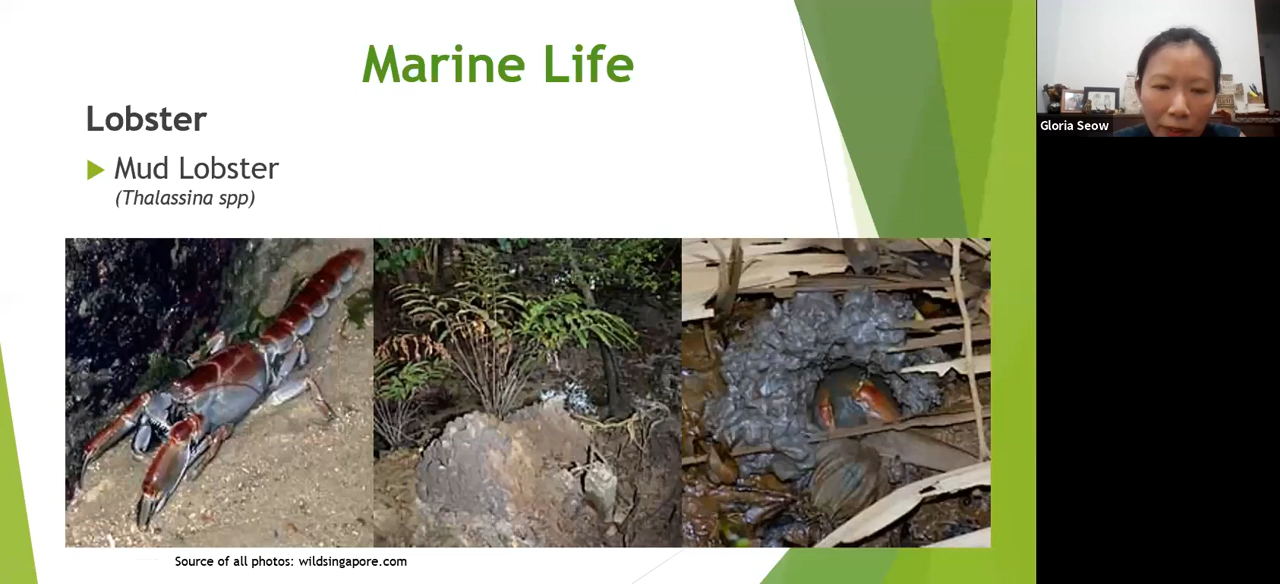 Marine Life
Lobster
Mud Lobster
(Thalassina spp)
Source of all photos: wildsingapore.com
Gloria Seow